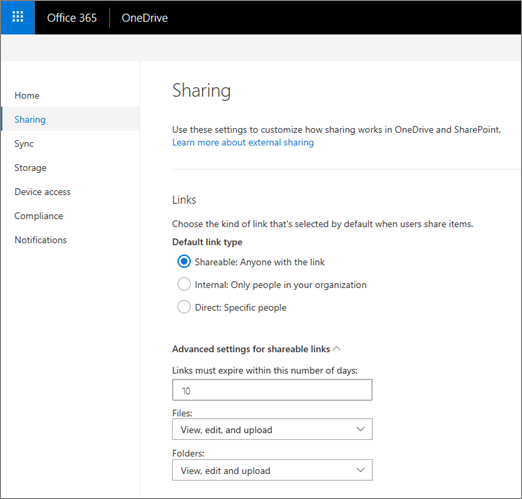 Office 365 OneDrive
Home
Sharing
Sync
Storage
Device access
Compliance
Notifications
Sharing
Use these settings to customize how sharing works in OneDrive and SharePoint.
Learn more about external sharing
Links
Choose the kind of link that's selected by default when users share items.
Default link type
Shareable: Anyone with the link
Internal: Only people in your organization
Direct: Specific people
Advanced settings for shareable links
Links must expire within this number of days:
10
Files:
View, edit, and upload
Folders:
View, edit and upload